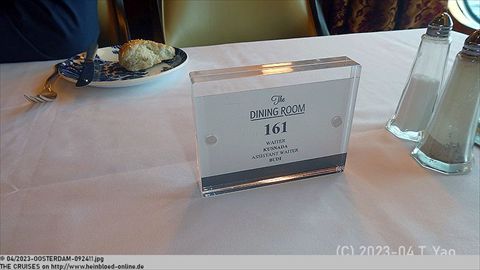 The
DINING ROOM
161
WAITER
KUSNADA
ASSISTANT WAITER
BUDI
(C) 2023-04 T. Yao
© 04/2023-OOSTERDAM-092411.jpg
THE CRUISES on http://www.heinbloed-online.de